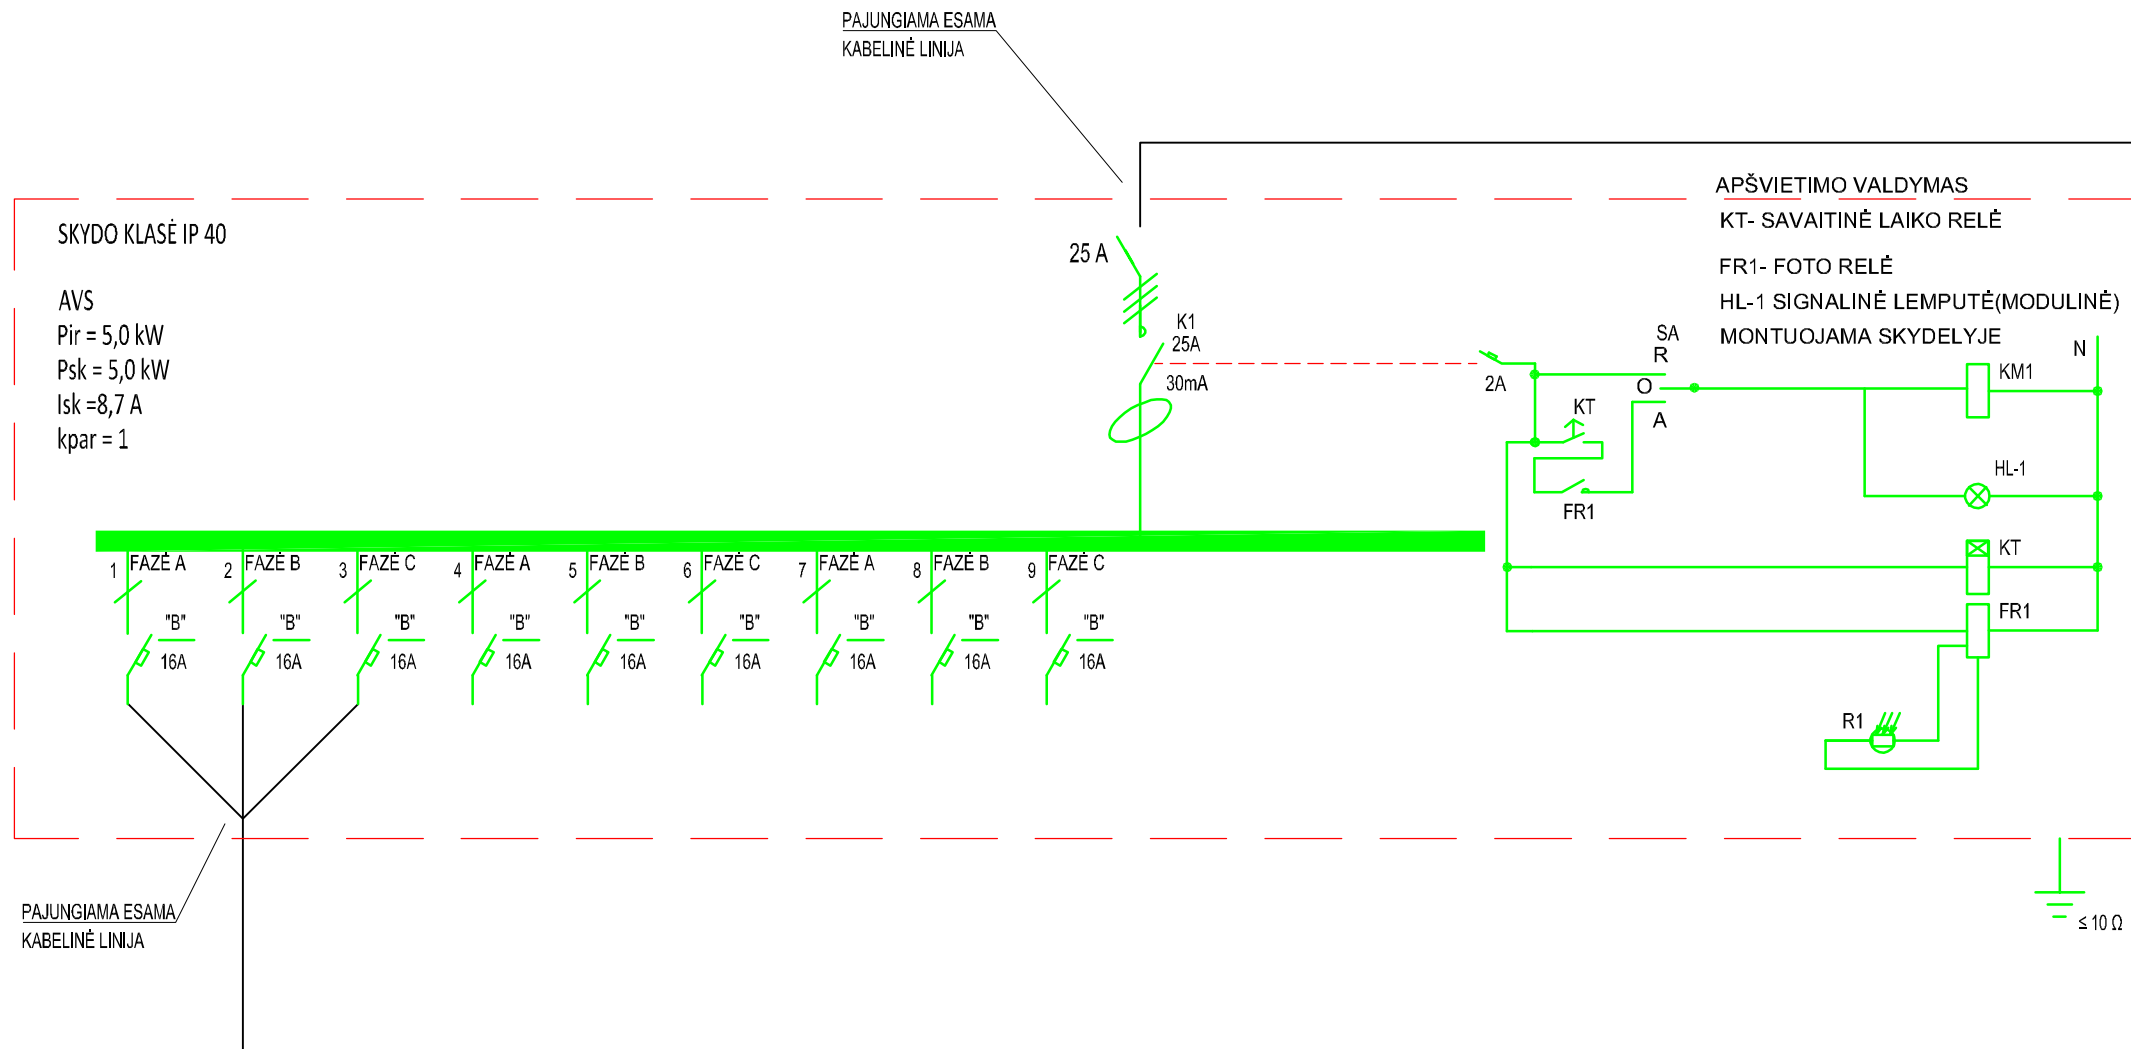 PAJUNGIAMA ESAMA
KABELINĖ LINIJA
SKYDO KLASĖ IP 40
AVS
Pir = 5,0 kW
Psk = 5,0 kW
Isk =8,7 A
kpar = 1
25 A
K1
25A
30mA
APŠVIETIMO VALDYMAS
KT- SAVAITINĖ LAIKO RELĖ
FR1- FOTO RELĖ
HL-1 SIGNALINĖ LEMPUTĖ(MODULINĖ)
MONTUOJAMA SKYDELYJE
2A
SA
R
O
A
KT
FR1
N
KM1
HL-1
KT
FR1
R1
1 FAZĖ A
2 FAZĖ B
3 FAZĖ C
4 FAZĖ A
5 FAZĖ B
6 FAZĖ C
7 FAZĖ A
8 FAZĖ B
9 FAZĖ C
"B" "B" "B" "B" "B" "B" "B" "B" "B"
16A 16A 16A 16A 16A 16A 16A 16A 16A
PAJUNGIAMA ESAMA
KABELINĖ LINIJA
≤ 10 Ω